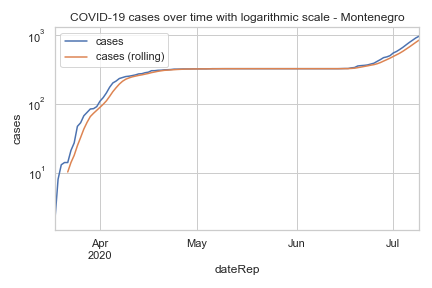 COVID-19 cases over time with logarithmic scale - Montenegro
cases
cases (rolling)
10³
10²
10¹
cases
Apr
2020
May
Jun
Jul
dateRep